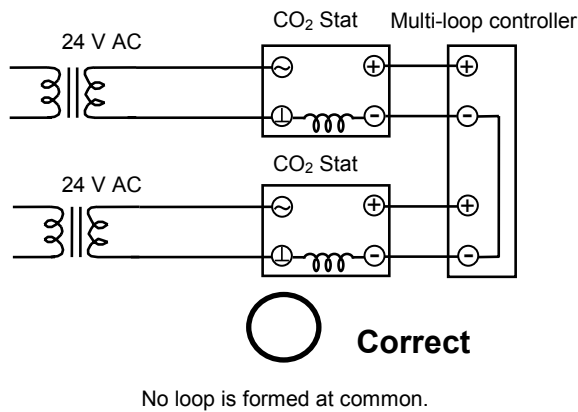 24 V AC
CO₂ Stat
Multi-loop controller
24 V AC
CO₂ Stat
Correct
No loop is formed at common.